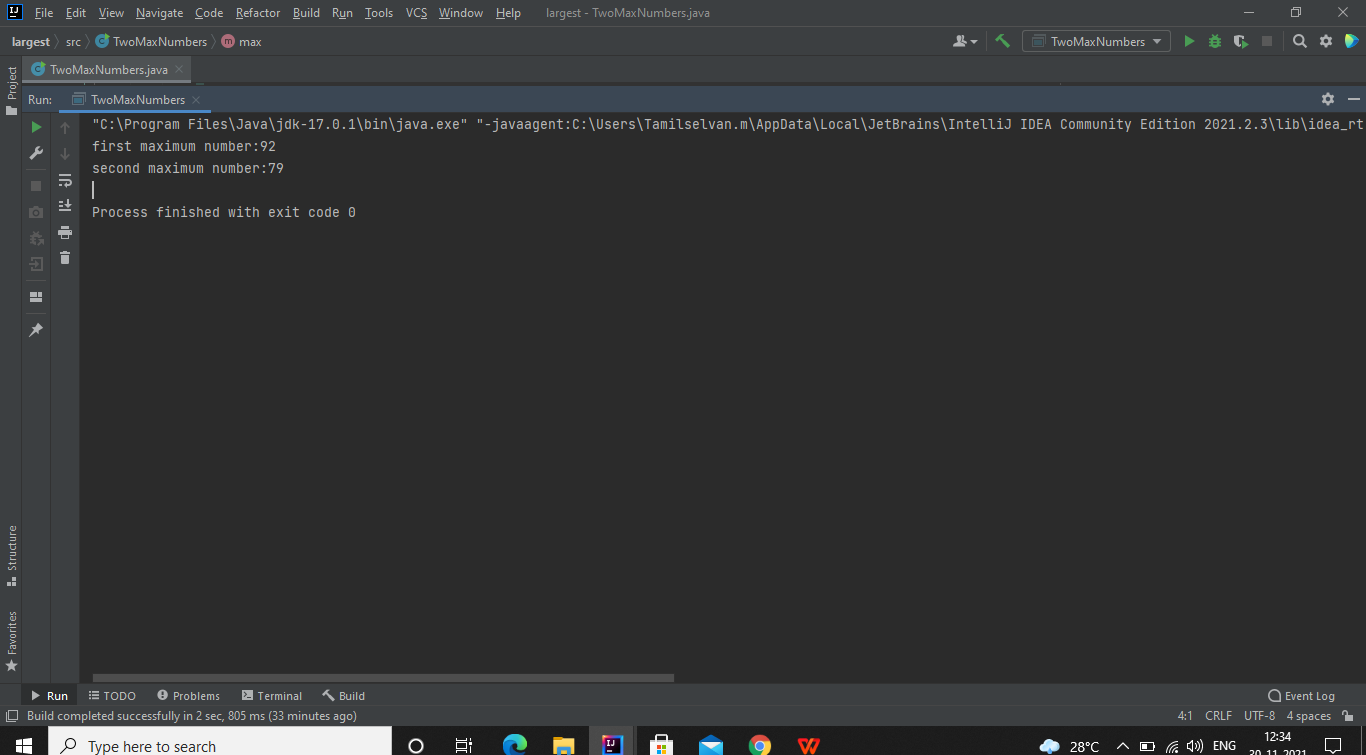 IJ File Edit View Navigate Code Refactor Build Run Tools VCS Window Help largest - TwoMaxNumbers.java
largest src C TwoMaxNumbers m max TwoMaxNumbers
Project
C TwoMaxNumbers.java
Run: TwoMaxNumbers
"C:\Program Files\Java\jdk-17.0.1\bin\java.exe" "-javaagent:C:\Users\Tamilselvan.m\AppData\Local\JetBrains\IntelliJ IDEA Community Edition 2021.2.3\lib\idea_rt
first maximum number:92
second maximum number:79
Process finished with exit code 0
Structure
Favorites
Run TODO Problems Terminal Build Event Log
Build completed successfully in 2 sec, 805 ms (33 minutes ago) 4:1 CRLF UTF-8 4 spaces
Type here to search IJ W 28°C ENG 12:34
30-11-2021